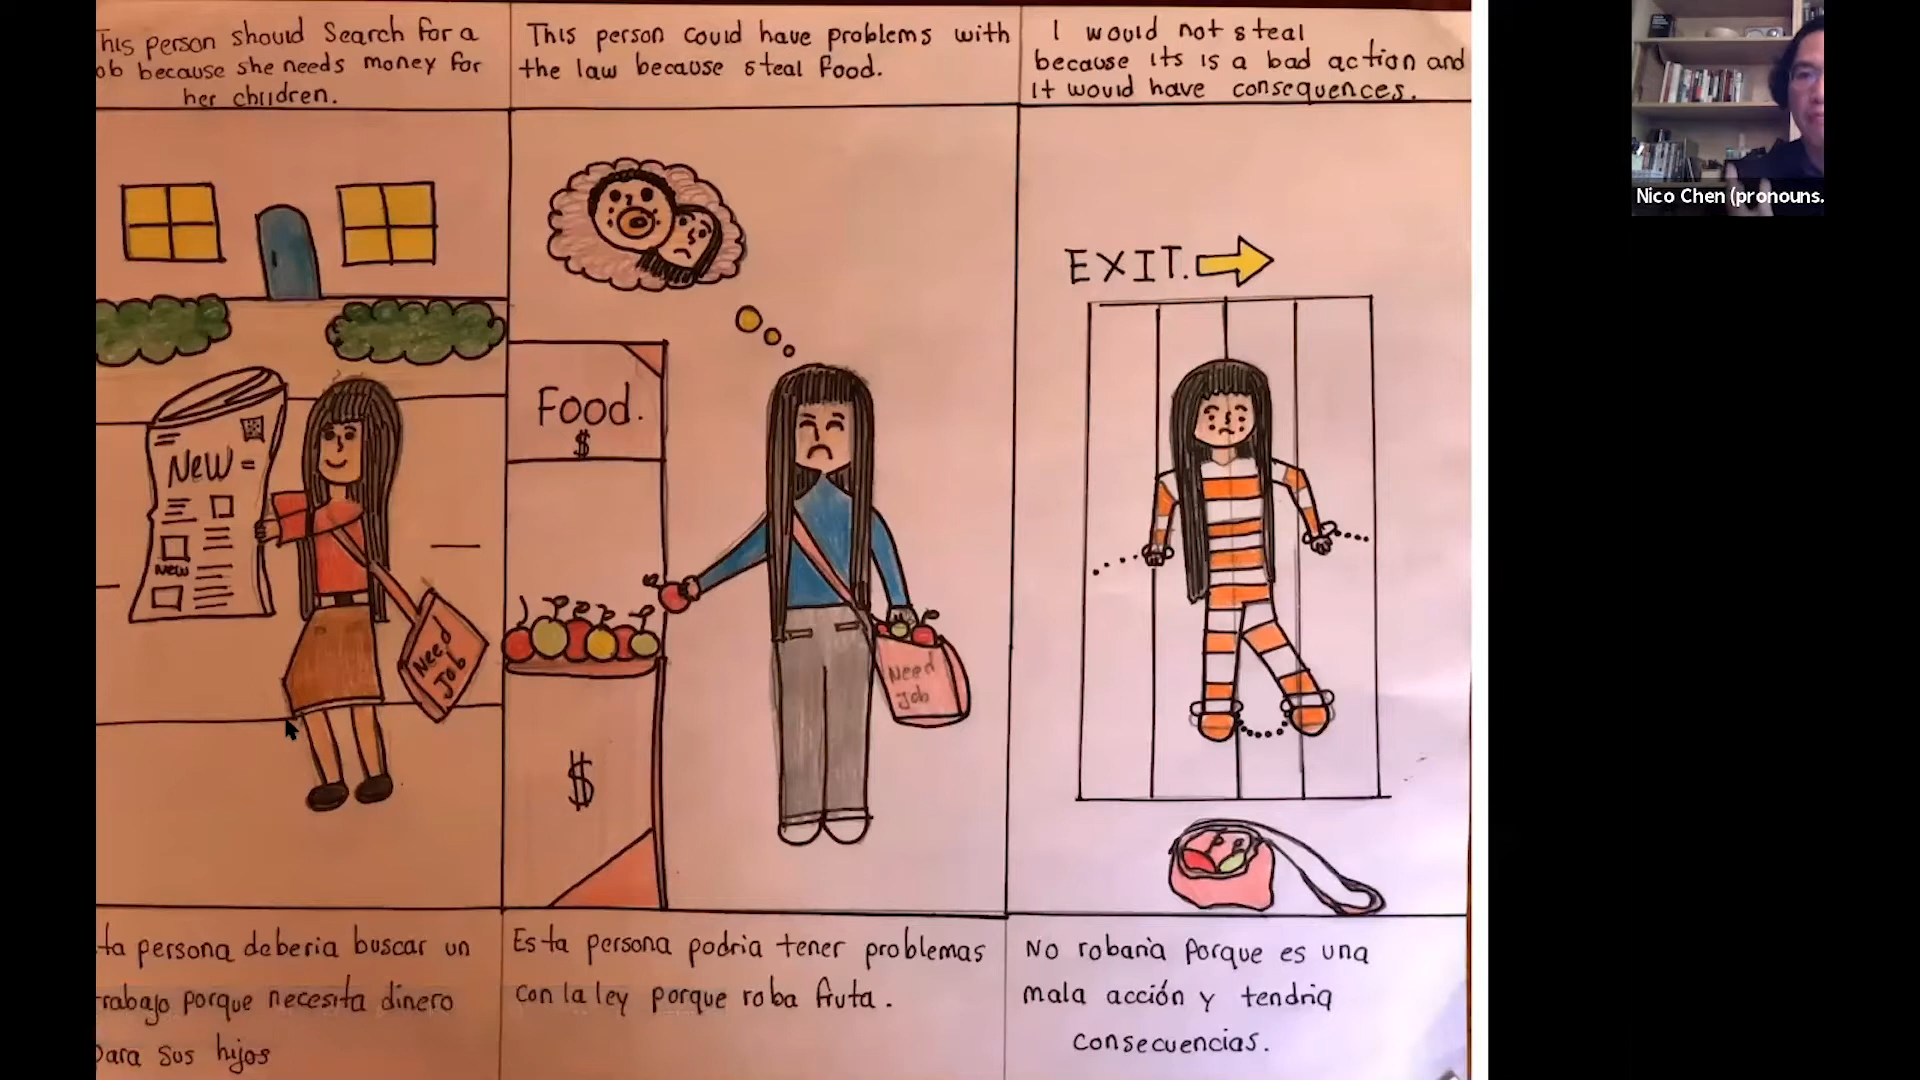 This person should Search for a
ob because she needs money for
her children.
This person could have problems with
the law because steal food.
I would not steal
because its is a bad action and
it would have consequences.
NeW
New
Need
Job
Food.
$
$
Need
Job
EXIT.
ta persona deberia buscar un
trabajo porque necesita dinero
para sus hijos
Esta persona podria tener problemas
con la ley porque roba fruta.
No robaria porque es una
mala acción y tendria
consecuencias.
Nico Chen (pronouns.